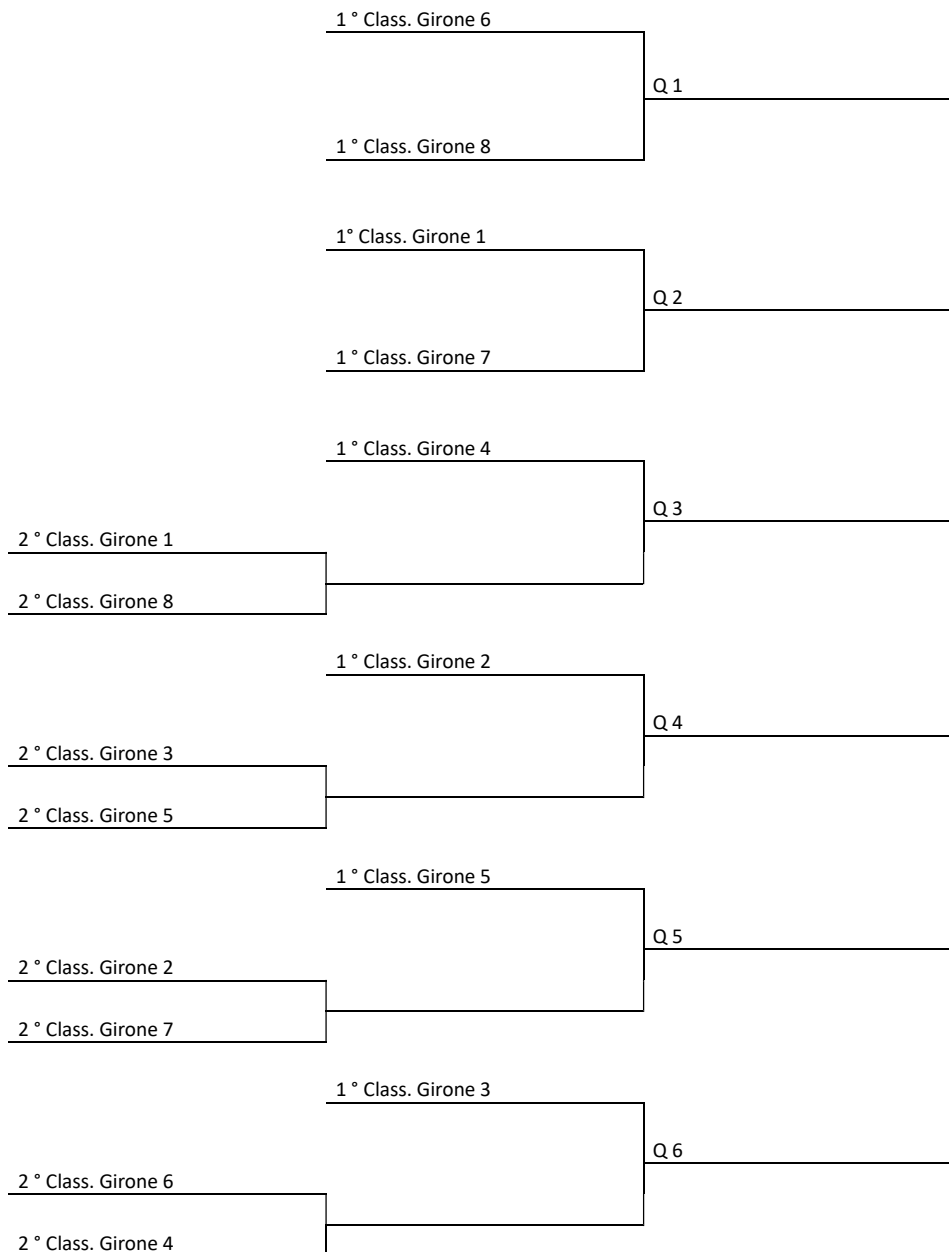 1 ° Class. Girone 6
Q 1
1 ° Class. Girone 8
1° Class. Girone 1
Q 2
1 ° Class. Girone 7
1 ° Class. Girone 4
Q 3
2 ° Class. Girone 1
2 ° Class. Girone 8
1 ° Class. Girone 2
Q 4
2 ° Class. Girone 3
2 ° Class. Girone 5
1 ° Class. Girone 5
Q 5
2 ° Class. Girone 2
2 ° Class. Girone 7
1 ° Class. Girone 3
Q 6
2 ° Class. Girone 6
2 ° Class. Girone 4